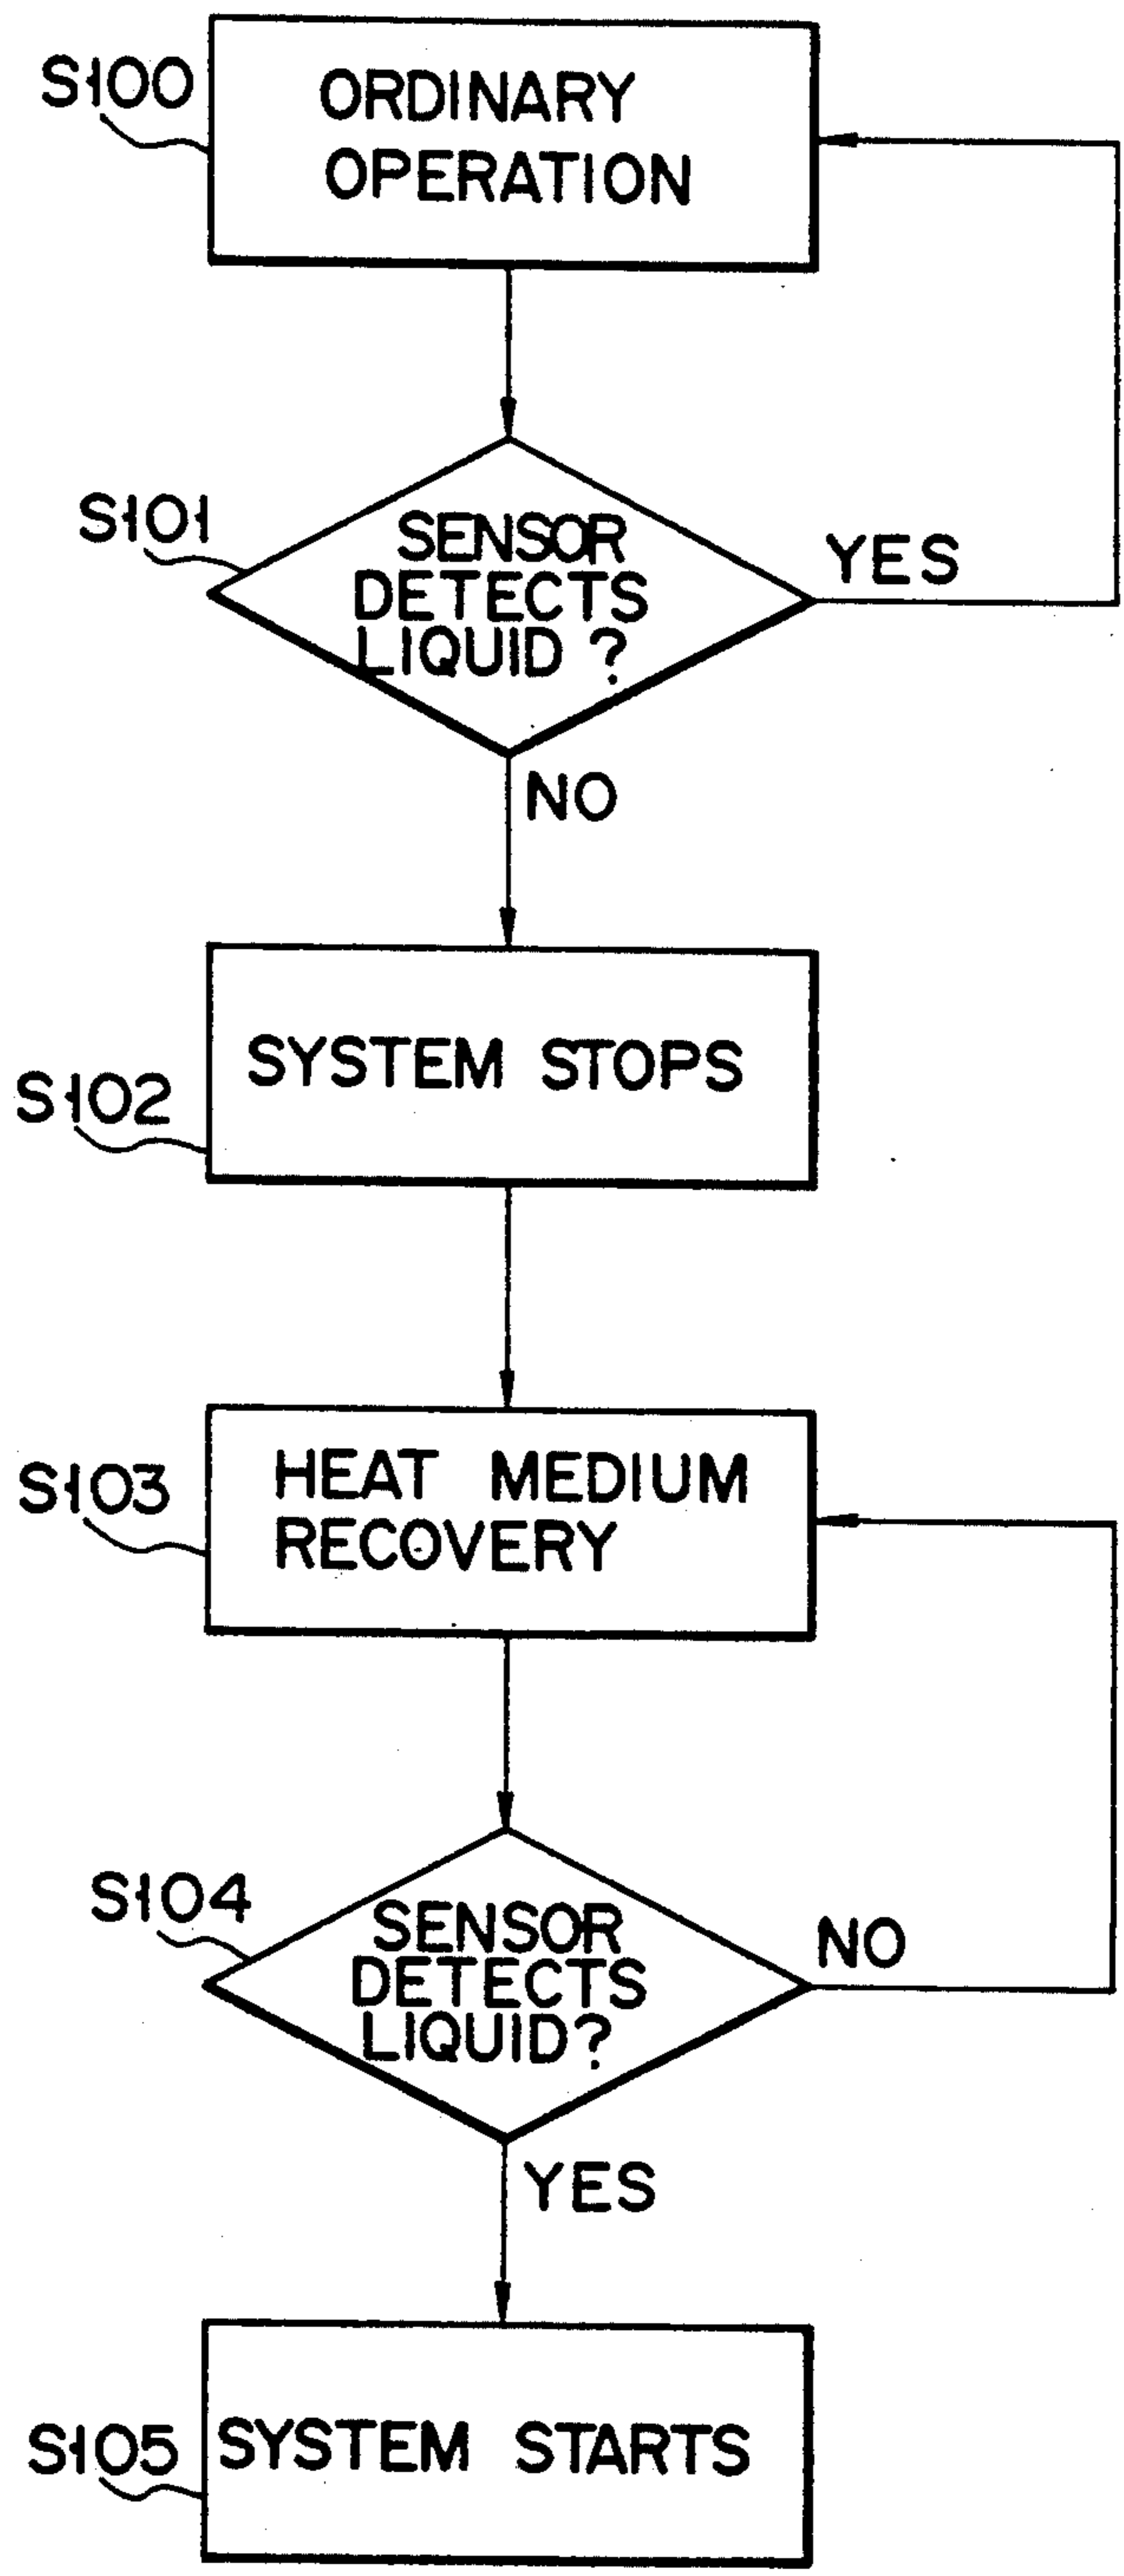 S100
ORDINARY
OPERATION
S101
SENSOR
DETECTS
LIQUID ?
YES
NO
SYSTEM STOPS
S102
S103
HEAT MEDIUM
RECOVERY
S104
SENSOR
DETECTS
LIQUID?
NO
YES
S105
SYSTEM STARTS